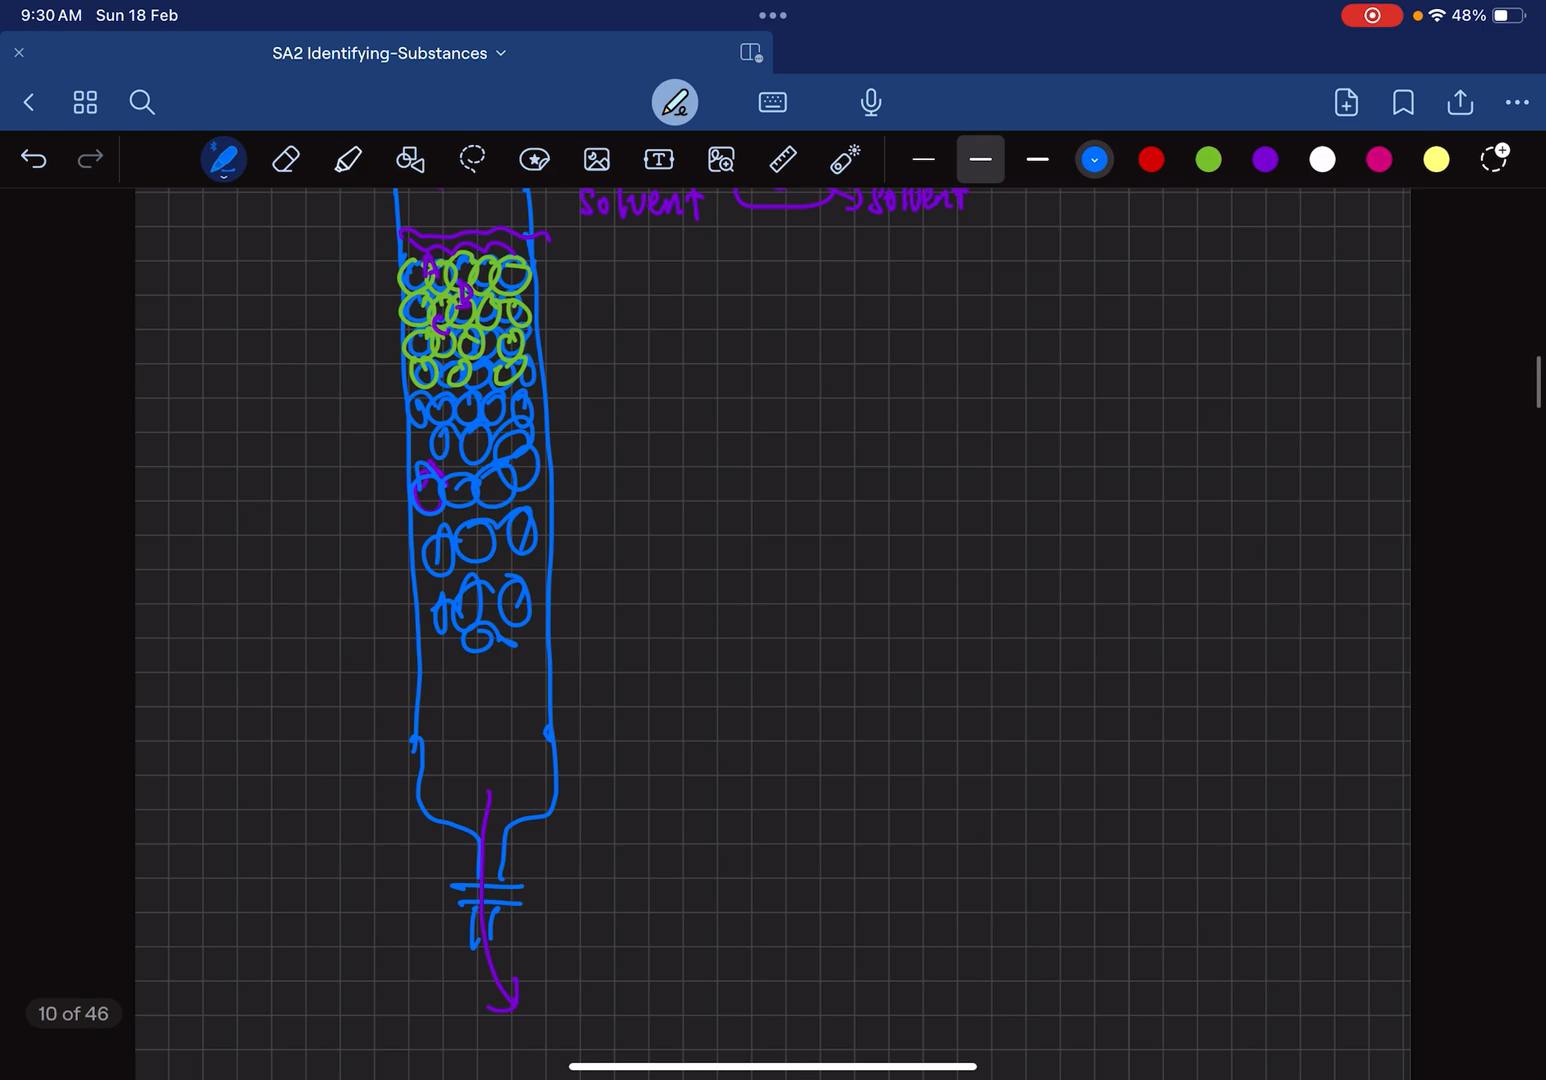 9:30 AM Sun 18 Feb
48%
SA2 Identifying-Substances
T
Solvent
Solvent
A
B
C
10 of 46